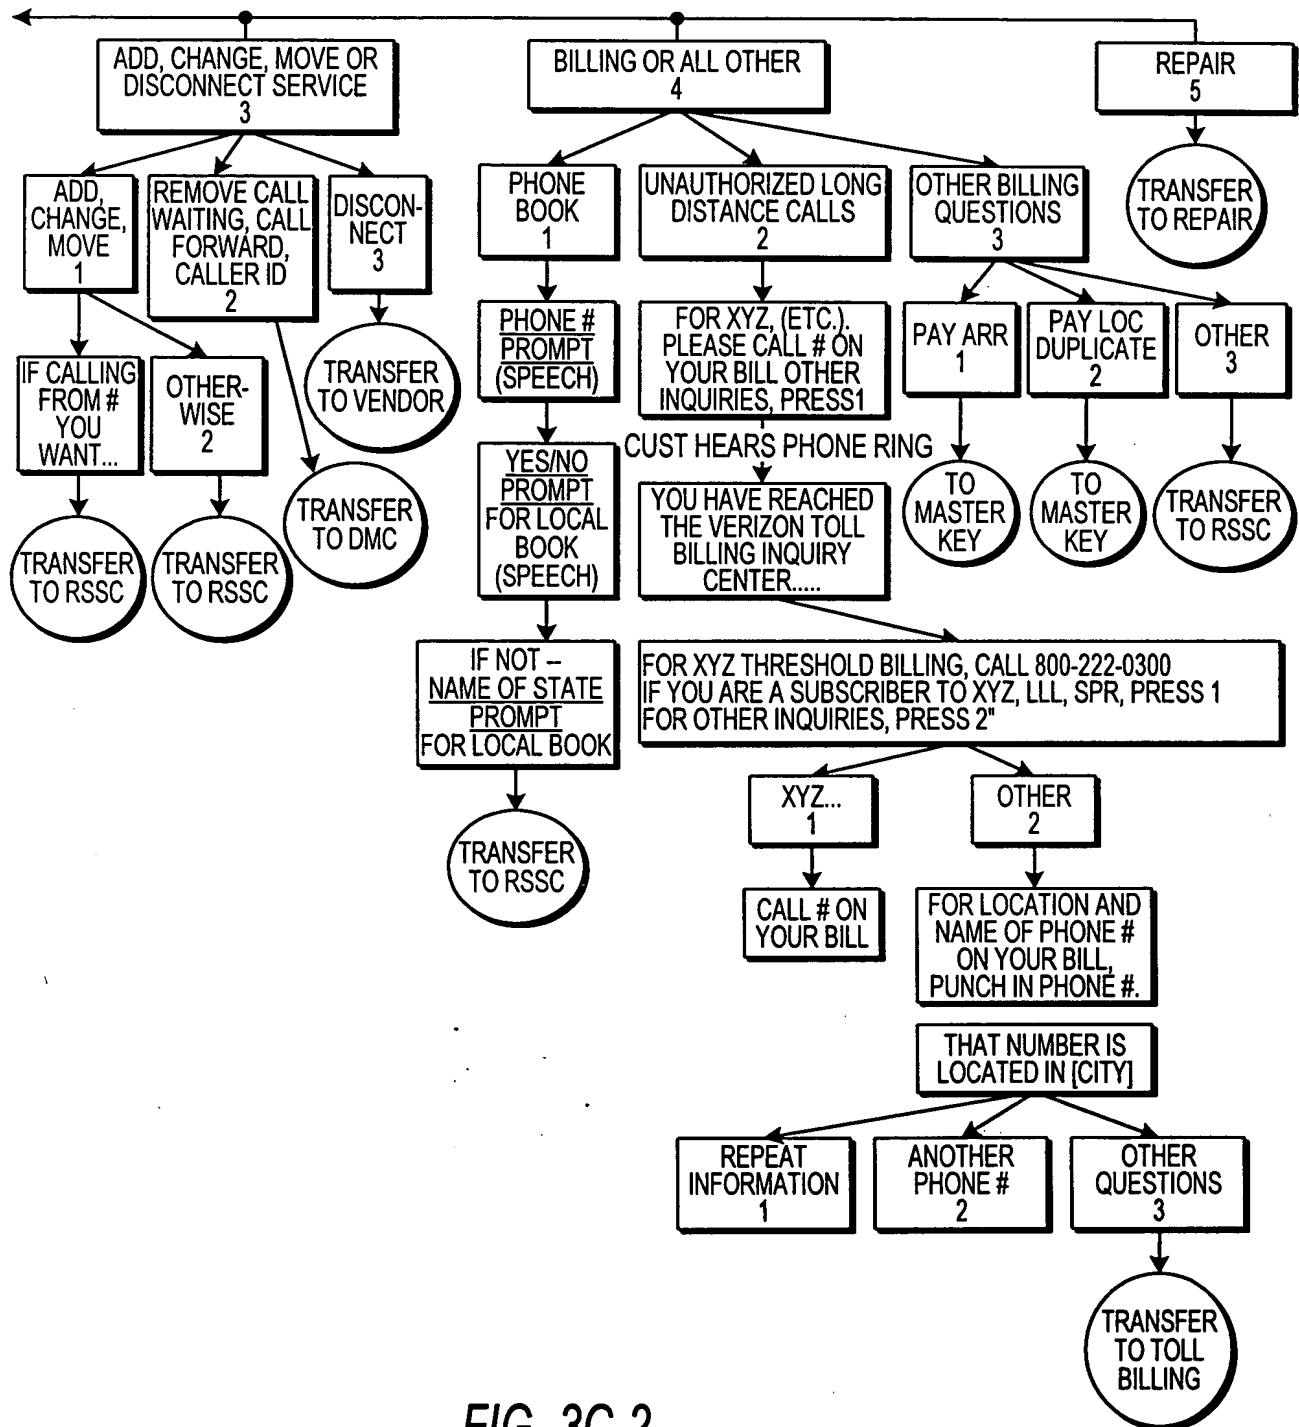 ADD, CHANGE, MOVE OR
DISCONNECT SERVICE
3
BILLING OR ALL OTHER
4
REPAIR
5
ADD,
CHANGE,
MOVE
1
REMOVE CALL
WAITING, CALL
FORWARD,
CALLER ID
2
DISCON-
NECT
3
PHONE
BOOK
1
UNAUTHORIZED LONG
DISTANCE CALLS
2
OTHER BILLING
QUESTIONS
3
TRANSFER
TO REPAIR
IF CALLING
FROM #
YOU
WANT...
OTHER-
WISE
2
TRANSFER
TO VENDOR
PHONE #
PROMPT
(SPEECH)
FOR XYZ, (ETC.).
PLEASE CALL # ON
YOUR BILL OTHER
INQUIRIES, PRESS1
PAY ARR
1
PAY LOC
DUPLICATE
2
OTHER
3
TRANSFER
TO RSSC
TRANSFER
TO RSSC
TRANSFER
TO DMC
YES/NO
PROMPT
FOR LOCAL
BOOK
(SPEECH)
CUST HEARS PHONE RING
YOU HAVE REACHED
THE VERIZON TOLL
BILLING INQUIRY
CENTER.....
TO
MASTER
KEY
TO
MASTER
KEY
TRANSFER
TO RSSC
IF NOT –
NAME OF STATE
PROMPT
FOR LOCAL BOOK
FOR XYZ THRESHOLD BILLING, CALL 800-222-0300
IF YOU ARE A SUBSCRIBER TO XYZ, LLL, SPR, PRESS 1
FOR OTHER INQUIRIES, PRESS 2"
TRANSFER
TO RSSC
XYZ...
1
OTHER
2
CALL # ON
YOUR BILL
FOR LOCATION AND
NAME OF PHONE #
ON YOUR BILL,
PUNCH IN PHONE #.
THAT NUMBER IS
LOCATED IN [CITY]
REPEAT
INFORMATION
1
ANOTHER
PHONE #
2
OTHER
QUESTIONS
3
TRANSFER
TO TOLL
BILLING
FIG. 3C-2